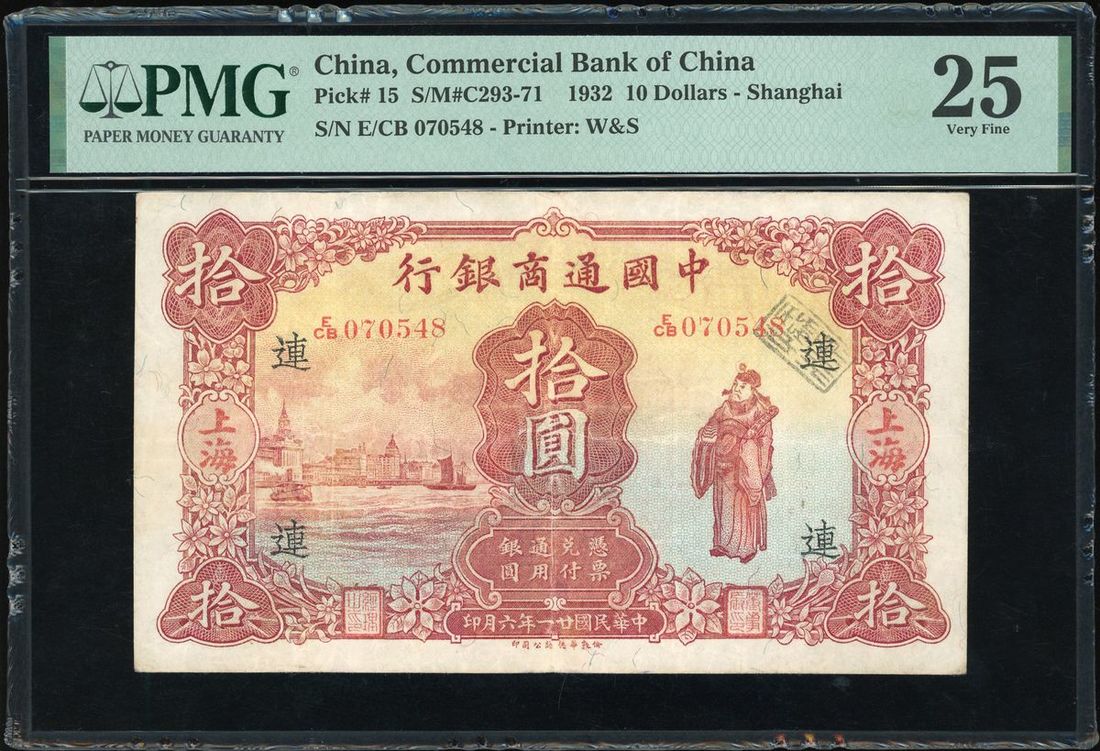 PMG®
PAPER MONEY GUARANTY
China, Commercial Bank of China
Pick# 15 S/M#C293-71 1932 10 Dollars - Shanghai
S/N E/CB 070548 - Printer: W&S
25
Very Fine
行銀商通國中
拾
拾
E/CB 070548
E/CB 070548
連
連
拾圓
上海
上海
連
連
銀通兌憑
圓用付票
拾
拾
印月六年一廿國民華中